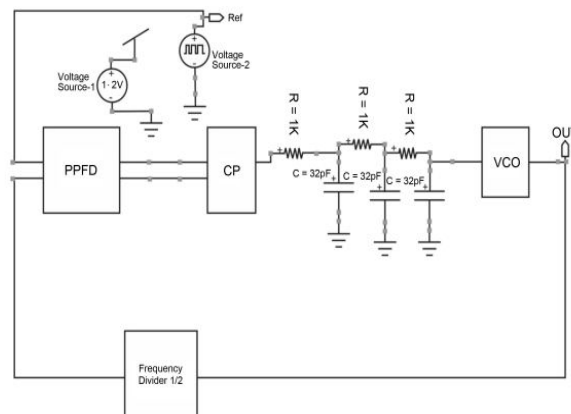 Ref
Voltage
Source-2
Voltage
Source-1
+
1·2V
-
+
-
R = 1K
R = 1K
R = 1K
PPFD
CP
+
+
+
C = 32pF
+
C = 32pF
+
C = 32pF
+
VCO
OU
Frequency
Divider 1/2